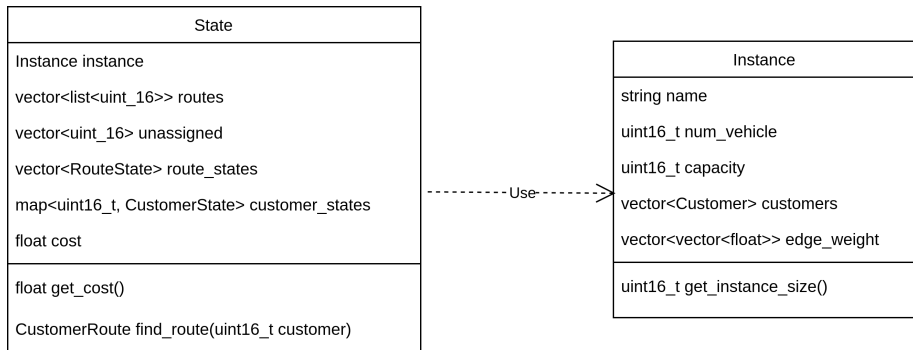 State
Instance instance
vector<list<uint_16>> routes
vector<uint_16> unassigned
vector<RouteState> route_states
map<uint16_t, CustomerState> customer_states
float cost
float get_cost()
CustomerRoute find_route(uint16_t customer)
Use
Instance
string name
uint16_t num_vehicle
uint16_t capacity
vector<Customer> customers
vector<vector<float>> edge_weight
uint16_t get_instance_size()